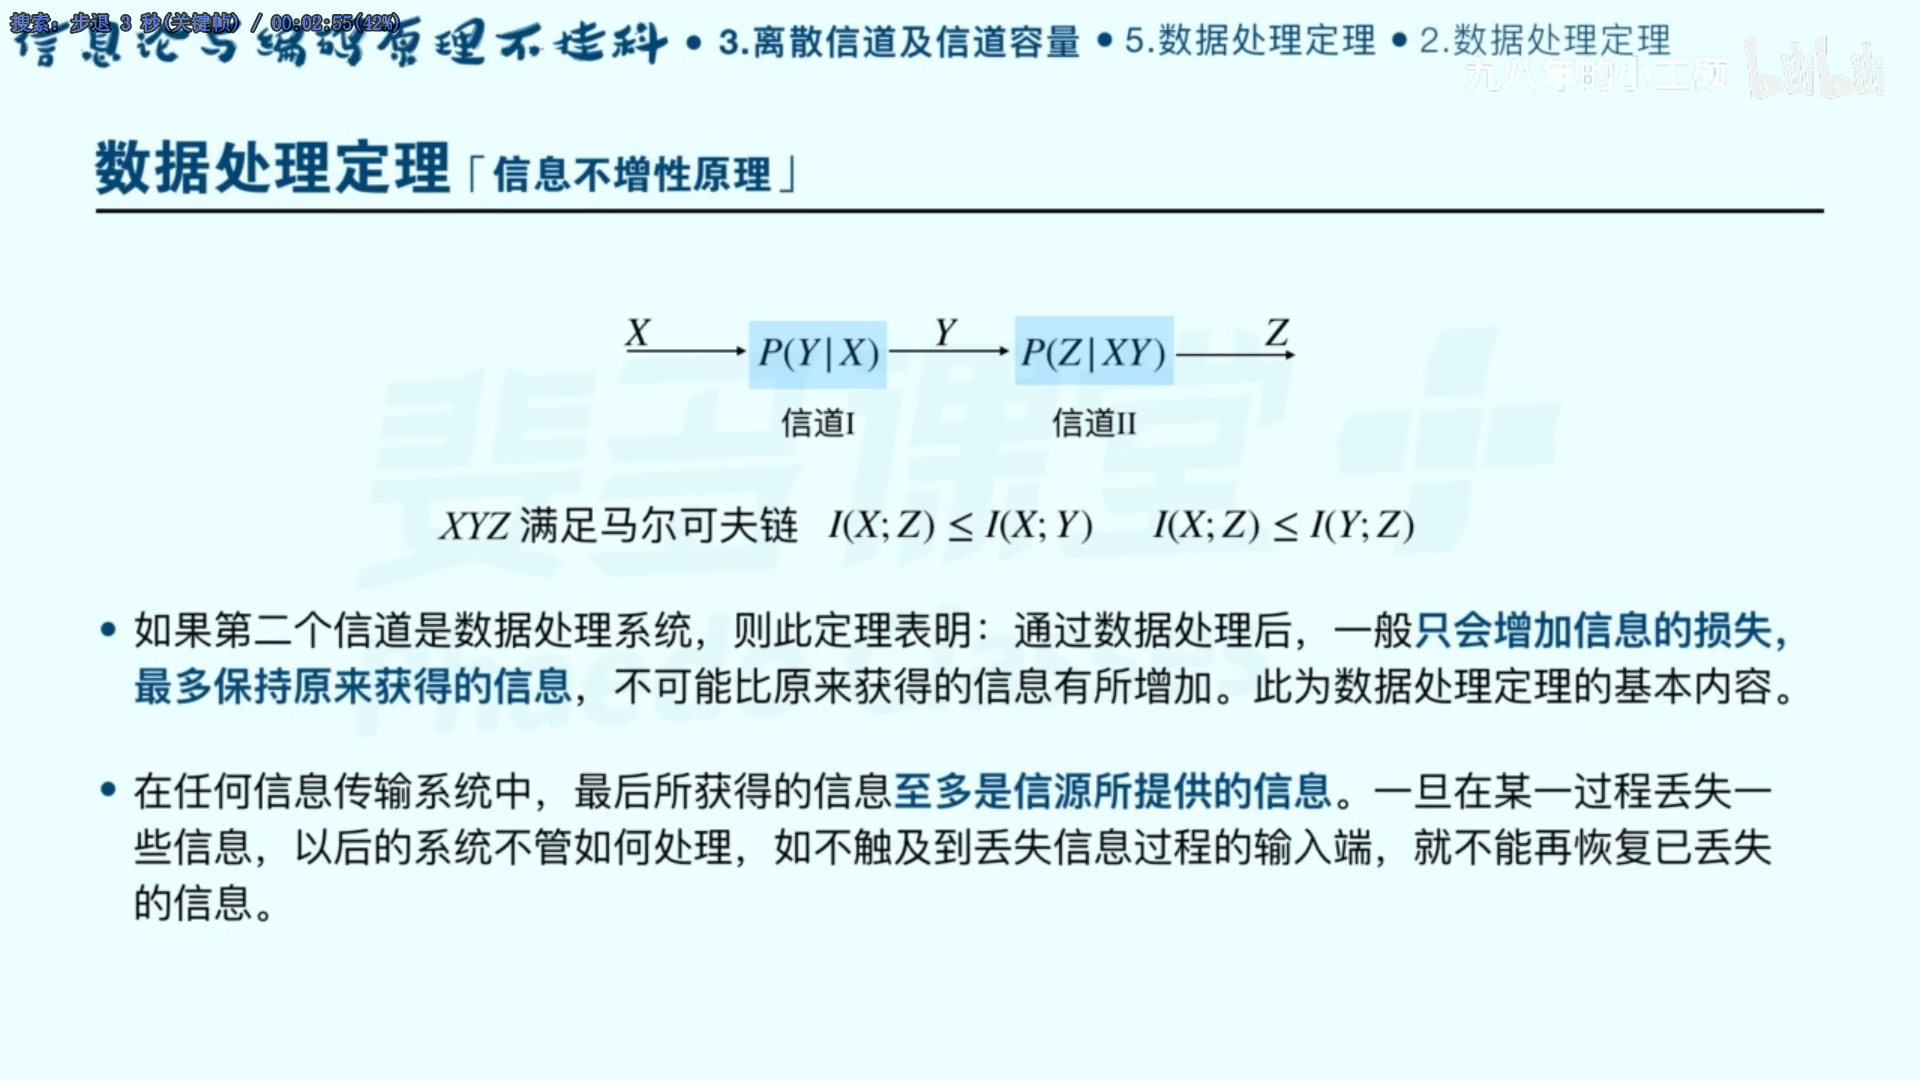 搜索: 步退 3 秒(关键帧) / 00:02:55(42%)
信息论与编码原理不挂科 • 3.离散信道及信道容量 • 5.数据处理定理 • 2.数据处理定理
九八年的小工硕 bilibili
数据处理定理「信息不增性原理」
X Y Z
P(Y|X) P(Z|XY)
信道I 信道II
XYZ 满足马尔可夫链 I(X;Z) ≤ I(X;Y) I(X;Z) ≤ I(Y;Z)
• 如果第二个信道是数据处理系统，则此定理表明：通过数据处理后，一般只会增加信息的损失，
最多保持原来获得的信息，不可能比原来获得的信息有所增加。此为数据处理定理的基本内容。
• 在任何信息传输系统中，最后所获得的信息至多是信源所提供的信息。一旦在某一过程丢失一
些信息，以后的系统不管如何处理，如不触及到丢失信息过程的输入端，就不能再恢复已丢失
的信息。